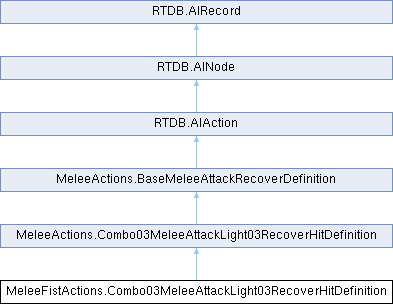 RTDB.AIRecord
RTDB.AINode
RTDB.AIAction
MeleeActions.BaseMeleeAttackRecoverDefinition
MeleeActions.Combo03MeleeAttackLight03RecoverHitDefinition
MeleeFistActions.Combo03MeleeAttackLight03RecoverHitDefinition